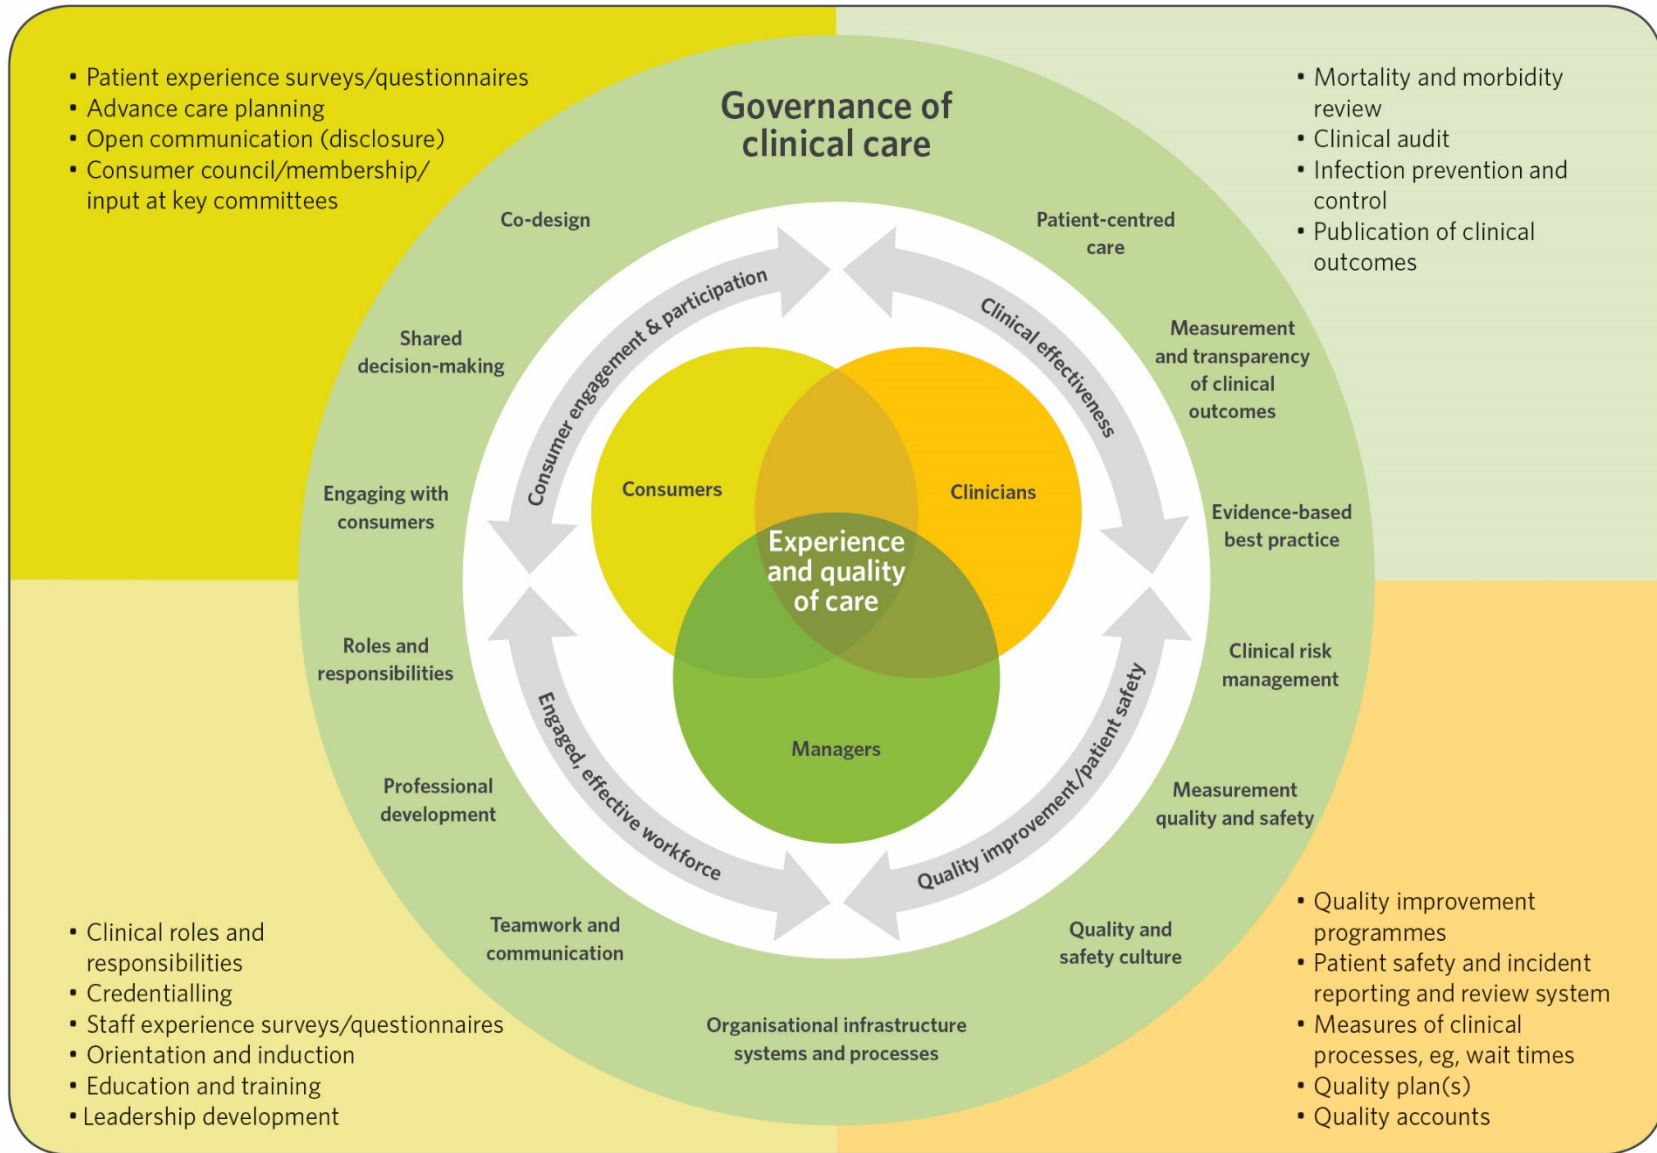 • Patient experience surveys/questionnaires
• Advance care planning
• Open communication (disclosure)
• Consumer council/membership/
input at key committees
• Mortality and morbidity
review
• Clinical audit
• Infection prevention and
control
• Publication of clinical
outcomes
Governance of
clinical care
Co-design
Shared
decision-making
Engaging with
consumers
Roles and
responsibilities
Professional
development
Teamwork and
communication
Organisational infrastructure
systems and processes
Patient-centred
care
Measurement
and transparency
of clinical
outcomes
Evidence-based
best practice
Clinical risk
management
Measurement
quality and safety
Quality and
safety culture
Consumer engagement & participation
Clinical effectiveness
Engaged, effective workforce
Quality improvement/patient safety
Consumers
Clinicians
Experience
and quality
of care
Managers
• Clinical roles and
responsibilities
• Credentialling
• Staff experience surveys/questionnaires
• Orientation and induction
• Education and training
• Leadership development
• Quality improvement
programmes
• Patient safety and incident
reporting and review system
• Measures of clinical
processes, eg, wait times
• Quality plan(s)
• Quality accounts